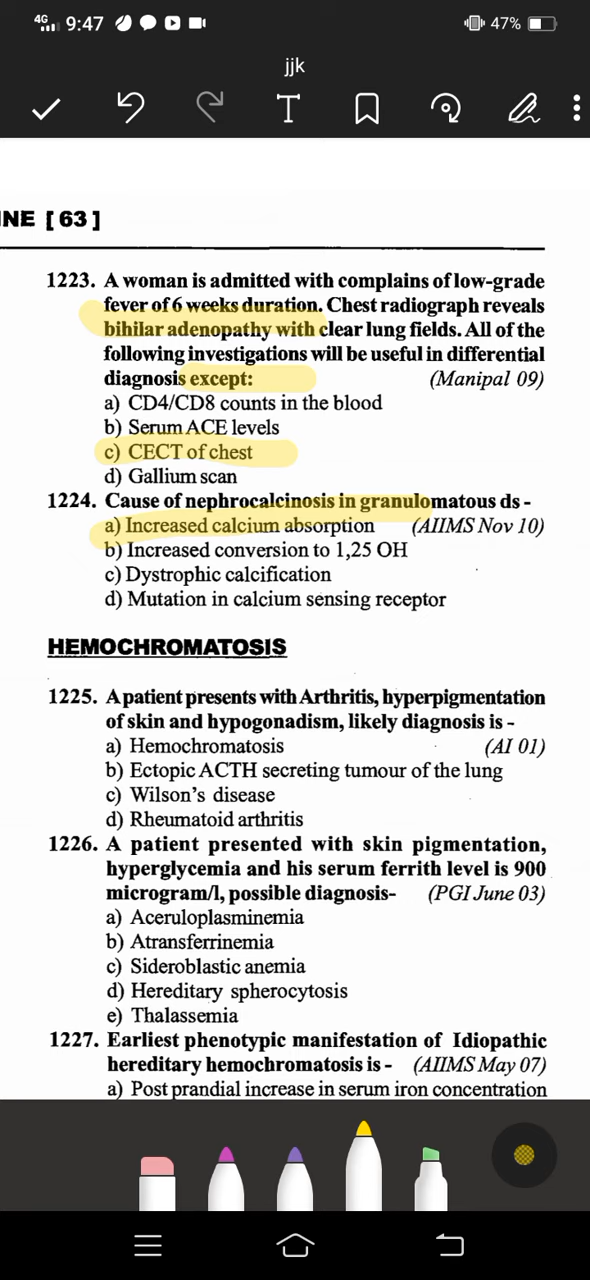 4G 9:47 47%
jjk
INE [ 63 ]
1223. A woman is admitted with complains of low-grade
fever of 6 weeks duration. Chest radiograph reveals
bihilar adenopathy with clear lung fields. All of the
following investigations will be useful in differential
diagnosis except: (Manipal 09)
a) CD4/CD8 counts in the blood
b) Serum ACE levels
c) CECT of chest
d) Gallium scan
1224. Cause of nephrocalcinosis in granulomatous ds -
a) Increased calcium absorption (AIIMS Nov 10)
b) Increased conversion to 1,25 OH
c) Dystrophic calcification
d) Mutation in calcium sensing receptor
HEMOCHROMATOSIS
1225. A patient presents with Arthritis, hyperpigmentation
of skin and hypogonadism, likely diagnosis is -
a) Hemochromatosis (AI 01)
b) Ectopic ACTH secreting tumour of the lung
c) Wilson's disease
d) Rheumatoid arthritis
1226. A patient presented with skin pigmentation,
hyperglycemia and his serum ferrith level is 900
microgram/l, possible diagnosis- (PGI June 03)
a) Aceruloplasminemia
b) Atransferrinemia
c) Sideroblastic anemia
d) Hereditary spherocytosis
e) Thalassemia
1227. Earliest phenotypic manifestation of Idiopathic
hereditary hemochromatosis is - (AIIMS May 07)
a) Post prandial increase in serum iron concentration